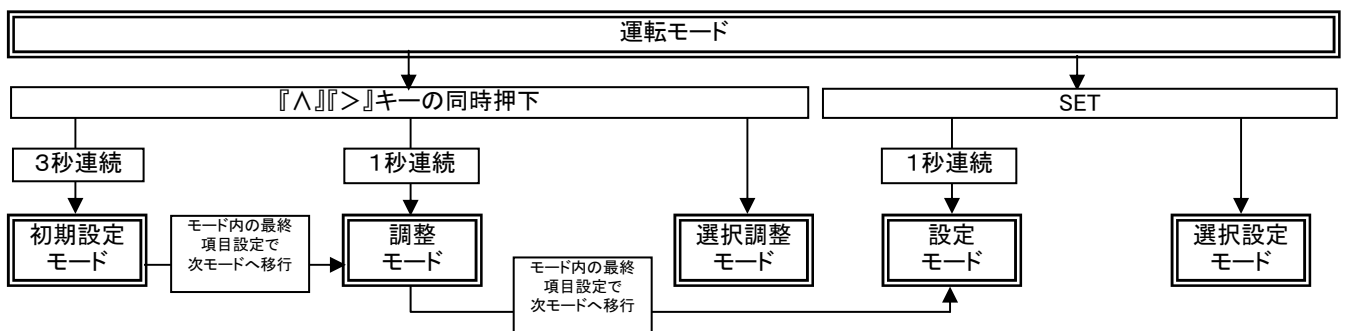 運転モード
『∧』『＞』キーの同時押下
SET
3秒連続
1秒連続
1秒連続
初期設定
モード
モード内の最終
項目設定で
次モードへ移行
調整
モード
モード内の最終
項目設定で
次モードへ移行
選択調整
モード
設定
モード
選択設定
モード